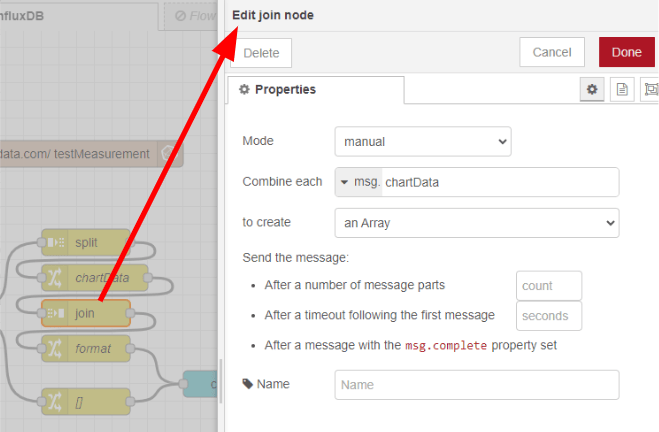 nfluxDB
Flow
Edit join node
Delete
Cancel
Done
Properties
data.com/ testMeasurement
Mode
manual
Combine each
msg. chartData
to create
an Array
Send the message:
• After a number of message parts
count
• After a timeout following the first message
seconds
• After a message with the msg.complete property set
Name
Name
split
chartData
join
format
[]
c